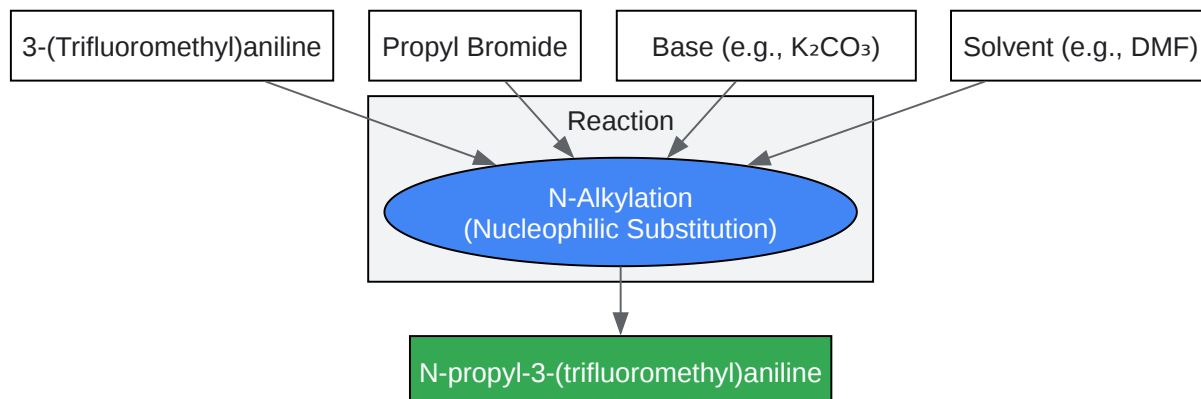 3-(Trifluoromethyl)aniline
Propyl Bromide
Base (e.g., K₂CO₃)
Solvent (e.g., DMF)
Reaction
N-Alkylation
(Nucleophilic Substitution)
N-propyl-3-(trifluoromethyl)aniline